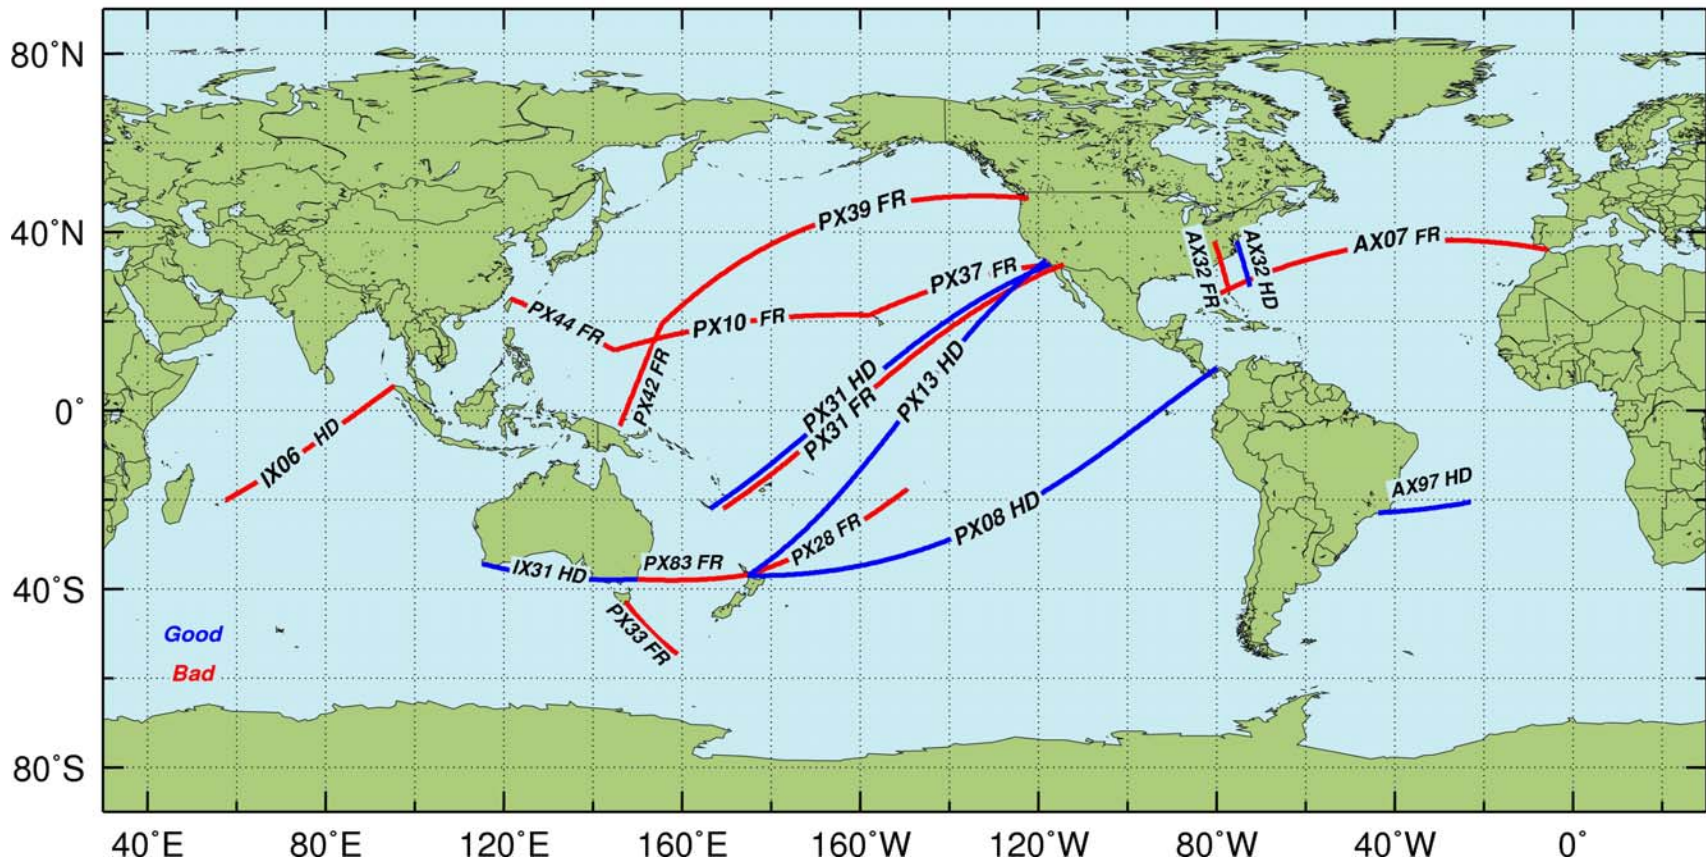 80°N
40°N
0°
40°S
80°S
PX39 FR
AX32 FR
AX32 HD
AX07 FR
PX37 FR
PX44 FR
PX10 FR
PX42 FR
PX31 HD
PX31 FR
PX13 HD
IX06 HD
AX97 HD
PX08 HD
PX28 FR
PX83 FR
IX31 HD
PX33 FR
Good
Bad
40°E
80°E
120°E
160°E
160°W
120°W
80°W
40°W
0°